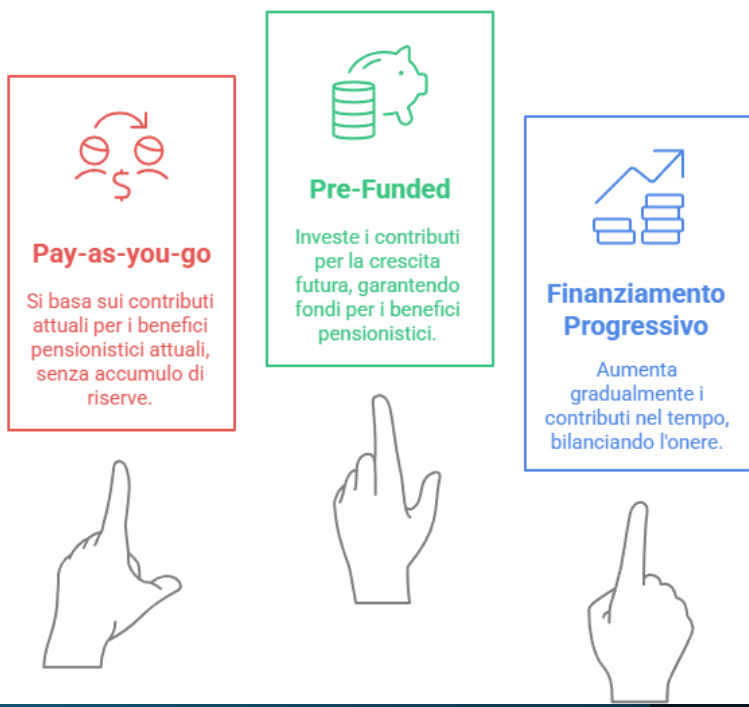 Pay-as-you-go
Si basa sui contributi
attuali per i benefici
pensionistici attuali,
senza accumulo di
riserve.
Pre-Funded
Investe i contributi
per la crescita
futura, garantendo
fondi per i benefici
pensionistici.
Finanziamento
Progressivo
Aumenta
gradualmente i
contributi nel tempo,
bilanciando l'onere.